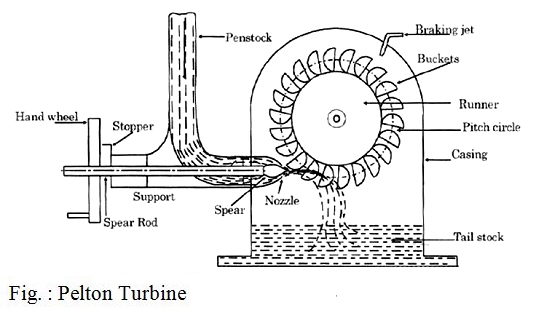 Braking jet
Penstock
Buckets
Hand wheel
Stopper
Runner
Pitch circle
Casing
Support
Nozzle
Spear
Spear Rod
Tail stock
Fig. : Pelton Turbine